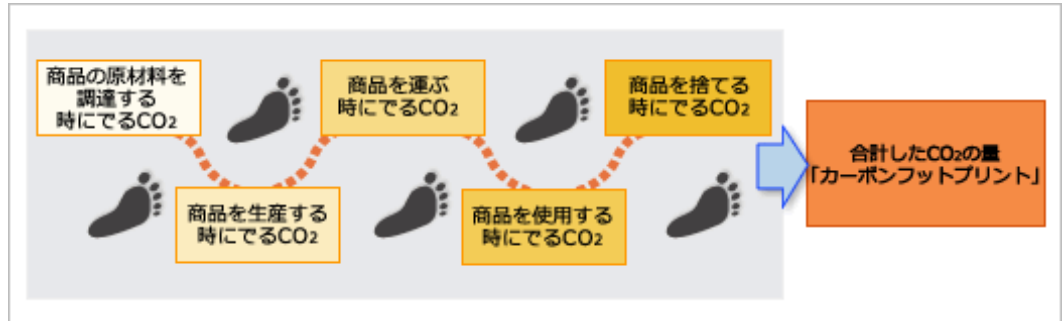 商品の原材料を
調達する
時にでるCO₂
商品を生産する
時にでるCO₂
商品を運ぶ
時にでるCO₂
商品を使用する
時にでるCO₂
商品を捨てる
時にでるCO₂
合計したCO₂の量
「カーボンフットプリント」